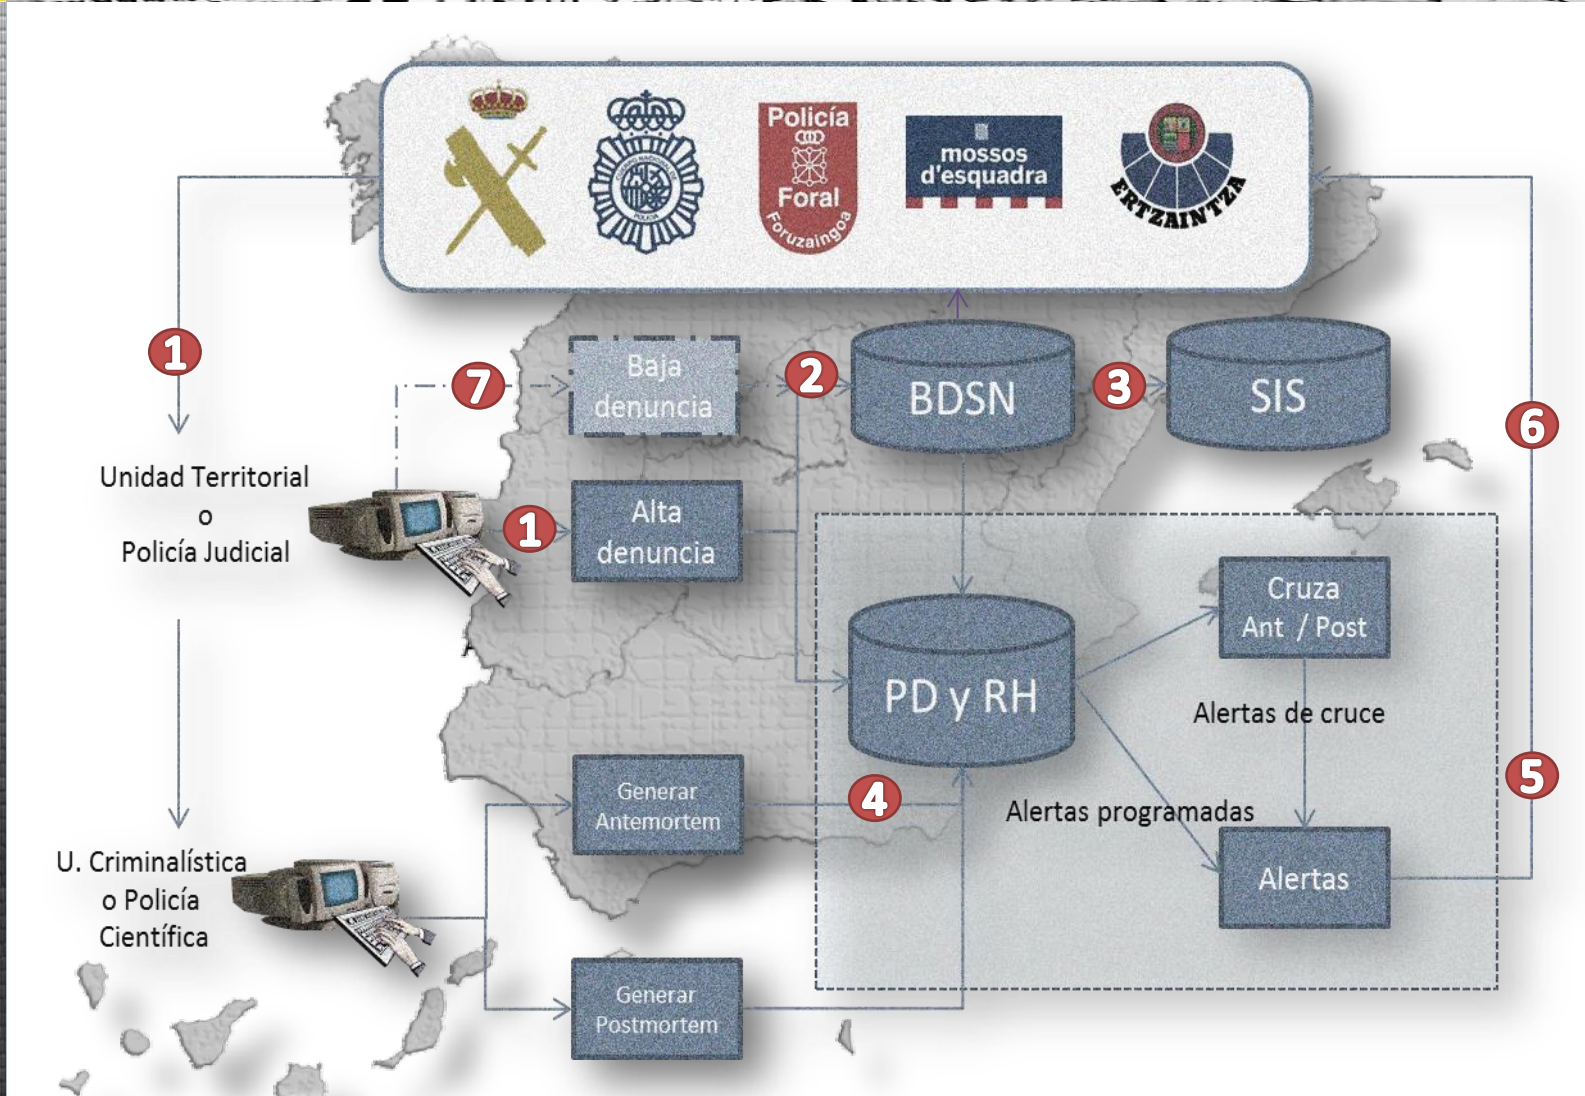 Policía
Foral
Foruzaingoa
mossos
d'esquadra
ERTZAINTZA
1
7
Baja
denuncia
2
BDSN
3
SIS
6
Unidad Territorial
o
Policía Judicial
1
Alta
denuncia
Cruza
Ant / Post
PD y RH
Alertas de cruce
Generar
Antemortem
4
Alertas programadas
5
U. Criminalística
o Policía
Científica
Alertas
Generar
Postmortem